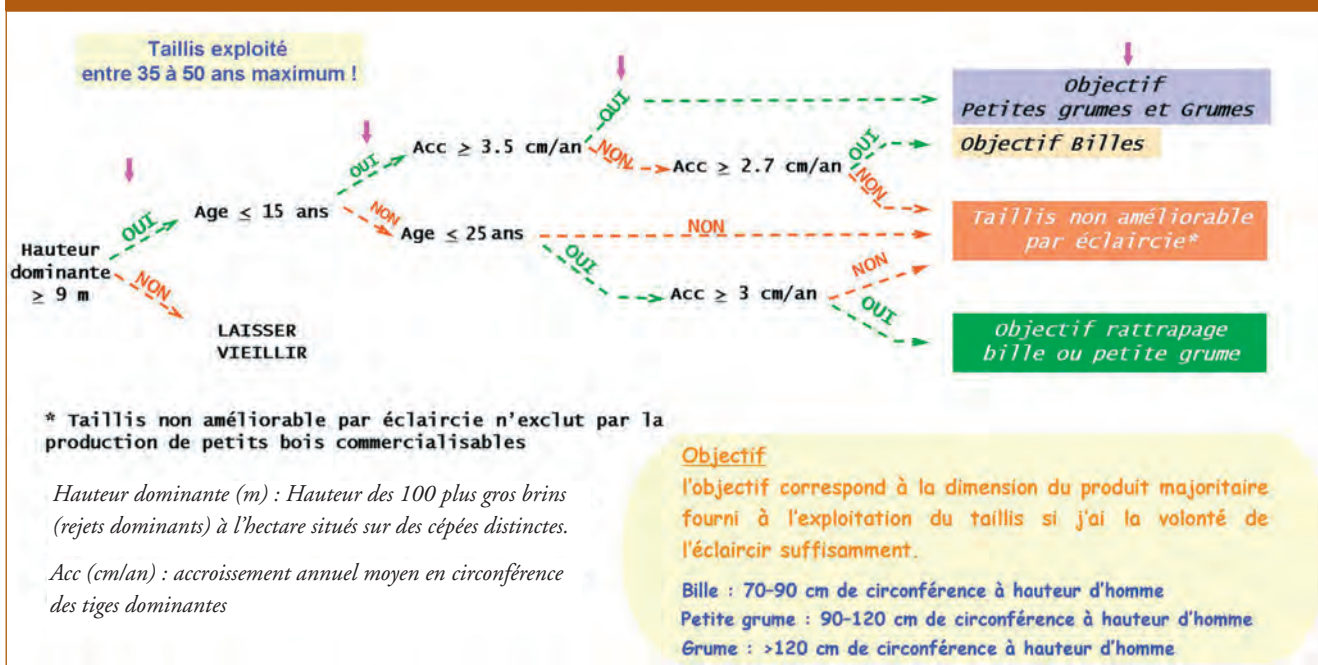 Taillis exploité
entre 35 à 50 ans maximum !
Objectif
Petites grumes et Grumes
OUI
Acc ≥ 3.5 cm/an
NON
Acc ≥ 2.7 cm/an
OUI
Objectif Billes
NON
OUI
Age ≤ 15 ans
NON
Age ≤ 25 ans
NON
Taillis non améliorable
par éclaircie*
OUI
Hauteur
dominante
≥ 9 m
NON
OUI
Acc ≥ 3 cm/an
NON
OUI
LAISSER
VIEILLIR
Objectif rattrapage
bille ou petite grume
* Taillis non améliorable par éclaircie n'exclut par la
production de petits bois commercialisables
Hauteur dominante (m) : Hauteur des 100 plus gros brins
(rejets dominants) à l'hectare situés sur des cépées distinctes.
Acc (cm/an) : accroissement annuel moyen en circonférence
des tiges dominantes
Objectif
l'objectif correspond à la dimension du produit majoritaire
fourni à l'exploitation du taillis si j'ai la volonté de
l'éclaircir suffisamment.
Bille : 70-90 cm de circonférence à hauteur d'homme
Petite grume : 90-120 cm de circonférence à hauteur d'homme
Grume : >120 cm de circonférence à hauteur d'homme